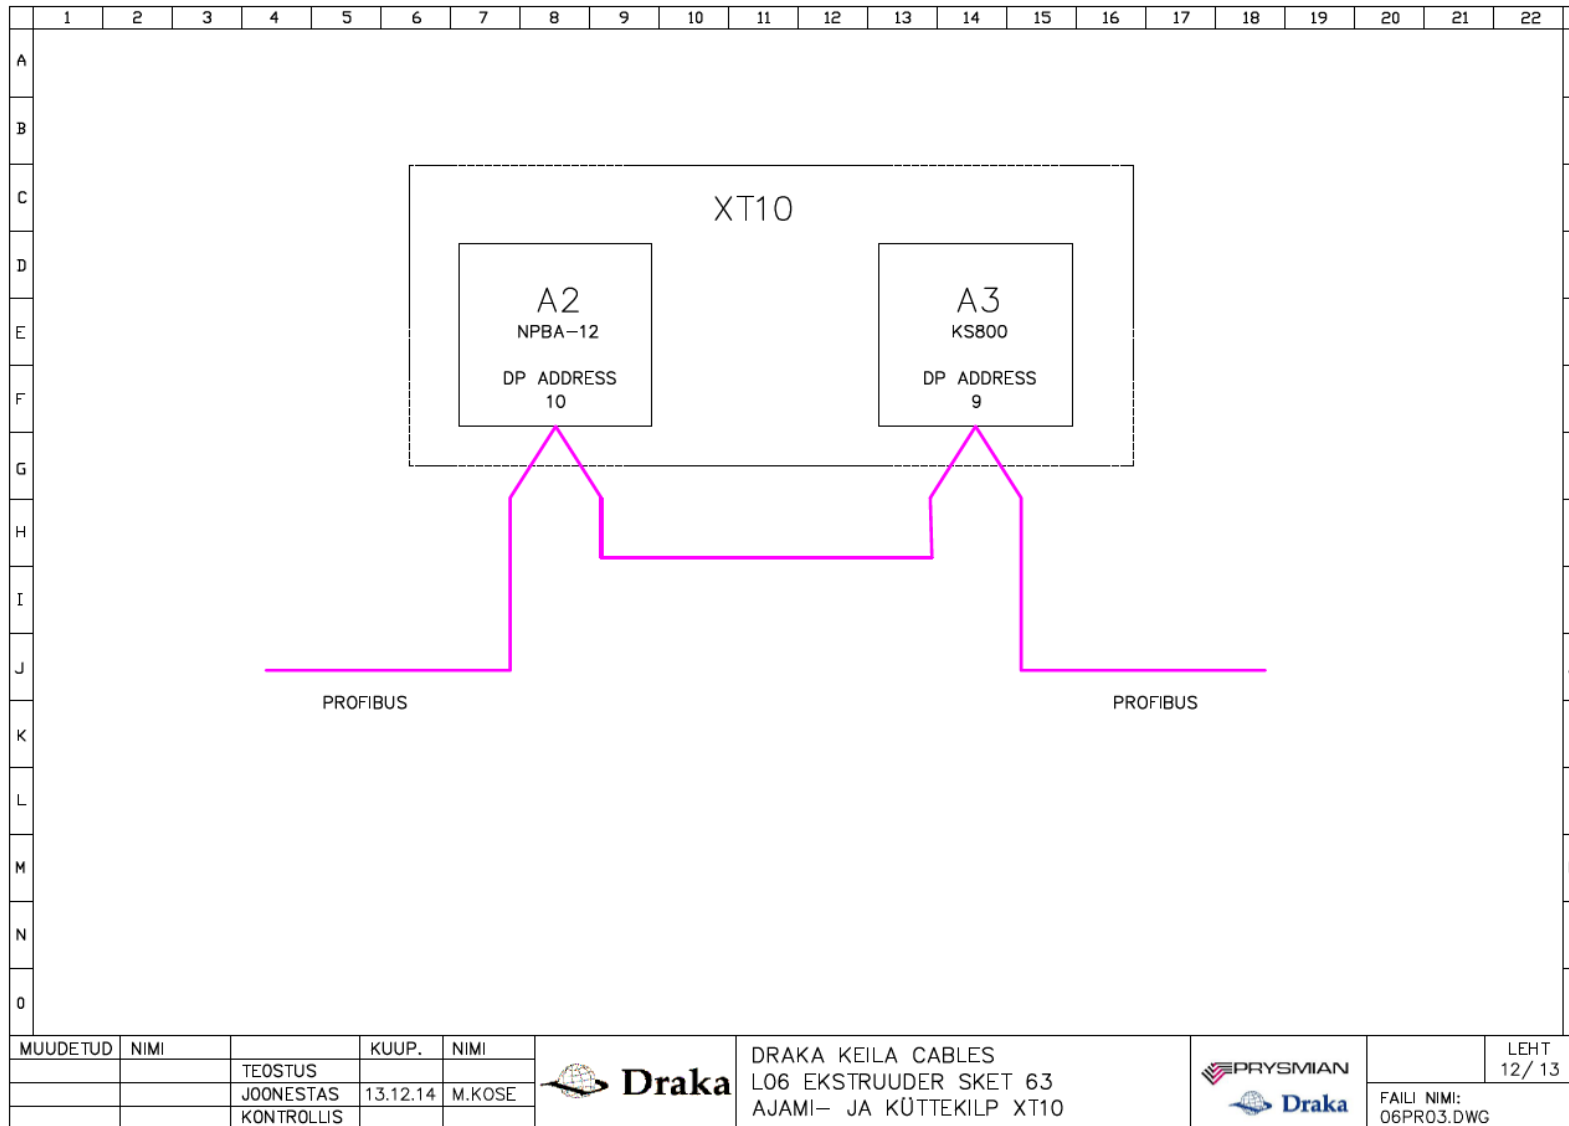 1 2 3 4 5 6 7 8 9 10 11 12 13 14 15 16 17 18 19 20 21 22
A
B
C
D
E
F
G
H
I
J
K
L
M
N
O
XT10
A2
NPBA-12
DP ADDRESS
10
A3
KS800
DP ADDRESS
9
PROFIBUS
PROFIBUS
MUUDETUD NIMI KUUP. NIMI
TEOSTUS
JOONESTAS 13.12.14 M.KOSE
KONTROLLIS
Draka
DRAKA KEILA CABLES
L06 EKSTRUUDER SKET 63
AJAMI- JA KÜTTEKILP XT10
PRYSMIAN
Draka
LEHT
12/ 13
FAILI NIMI:
06PRO3.DWG